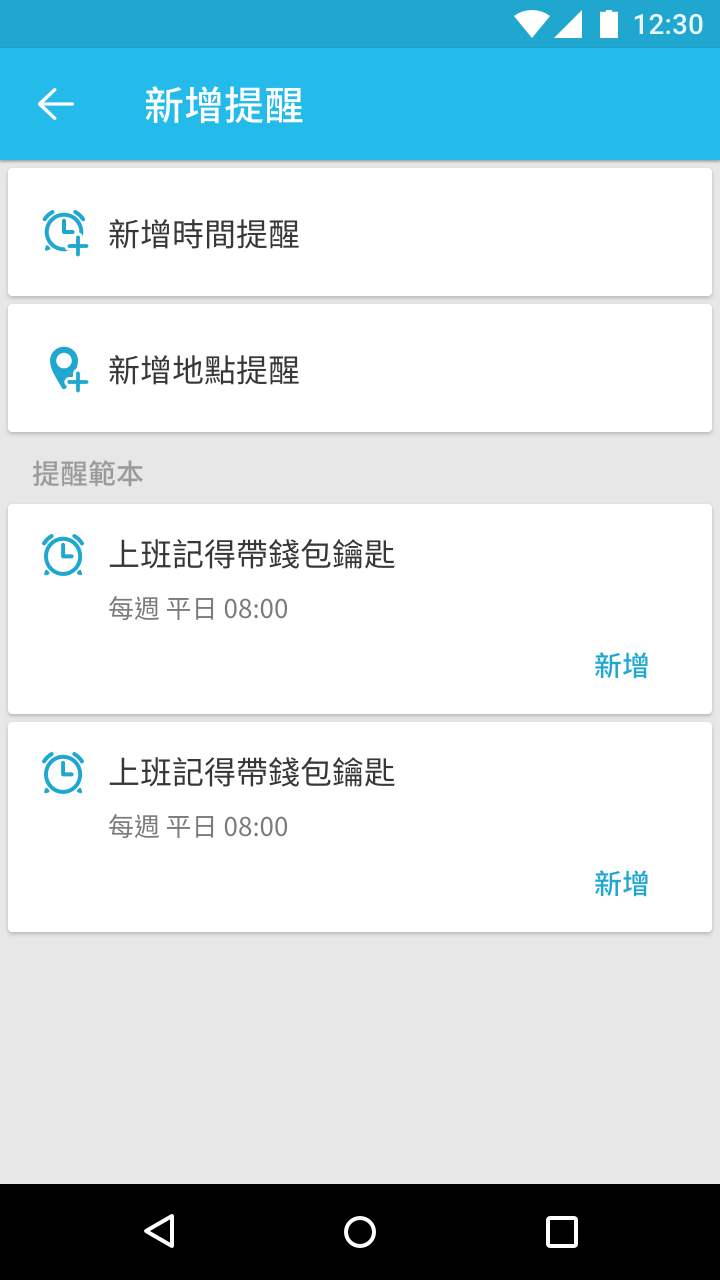 12:30
新增提醒
新增時間提醒
新增地點提醒
提醒範本
上班記得帶錢包鑰匙
每週 平日 08:00
新增
上班記得帶錢包鑰匙
每週 平日 08:00
新增